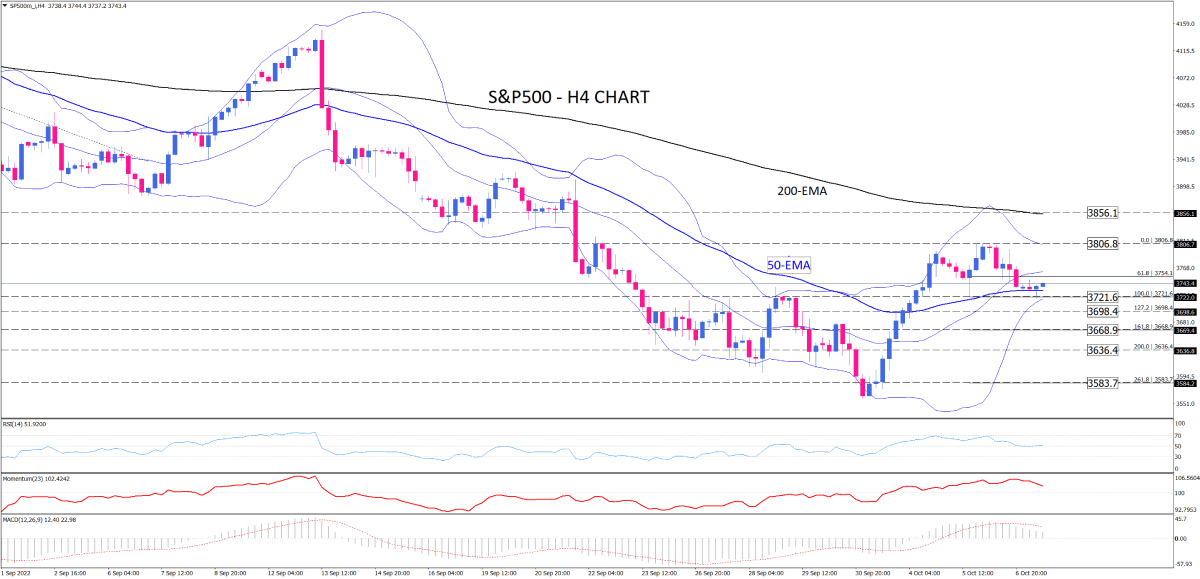 SP500m_i,H4 3738.4 3744.4 3737.2 3743.4
S&P500 - H4 CHART
200-EMA
50-EMA
4159.0
4115.5
4072.0
4028.5
3985.0
3941.5
3898.5
3856.1
3856.1
0.0 | 3806.8
3806.8
3806.7
3768.0
61.8 | 3754.1
3743.4
100.0 | 3721.6
3721.6
3722.0
127.2 | 3698.4
3698.4
3698.6
3681.0
161.8 | 3668.9
3668.9
3669.4
200.0 | 3636.4
3636.4
3636.8
3594.5
261.8 | 3583.7
3583.7
3584.2
3551.0
RSI(14) 51.9200
100
70
50
30
0
Momentum(23) 102.4242
106.5604
100
92.7953
MACD(12,26,9) 12.40 22.98
45.7
0.00
-57.93
1 Sep 2022
2 Sep 16:00
6 Sep 04:00
7 Sep 12:00
8 Sep 20:00
12 Sep 04:00
13 Sep 12:00
14 Sep 20:00
16 Sep 04:00
19 Sep 12:00
20 Sep 20:00
22 Sep 04:00
23 Sep 12:00
26 Sep 20:00
28 Sep 04:00
29 Sep 12:00
30 Sep 20:00
4 Oct 04:00
5 Oct 12:00
6 Oct 20:00